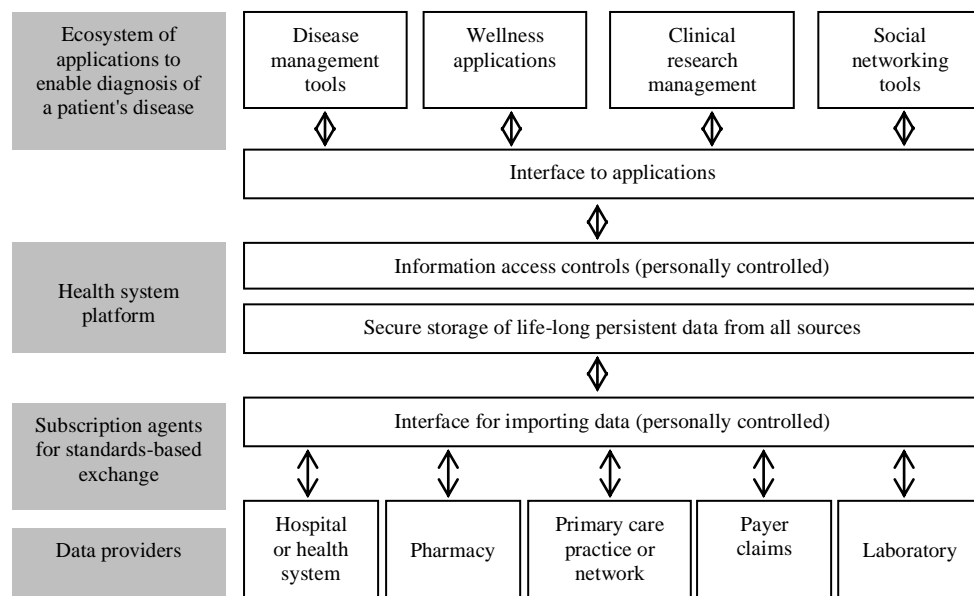 Ecosystem of
applications to
enable diagnosis of
a patient's disease
Disease
management
tools
Wellness
applications
Clinical
research
management
Social
networking
tools
Interface to applications
Health system
platform
Information access controls (personally controlled)
Secure storage of life-long persistent data from all sources
Subscription agents
for standards-based
exchange
Interface for importing data (personally controlled)
Data providers
Hospital
or health
system
Pharmacy
Primary care
practice or
network
Payer
claims
Laboratory